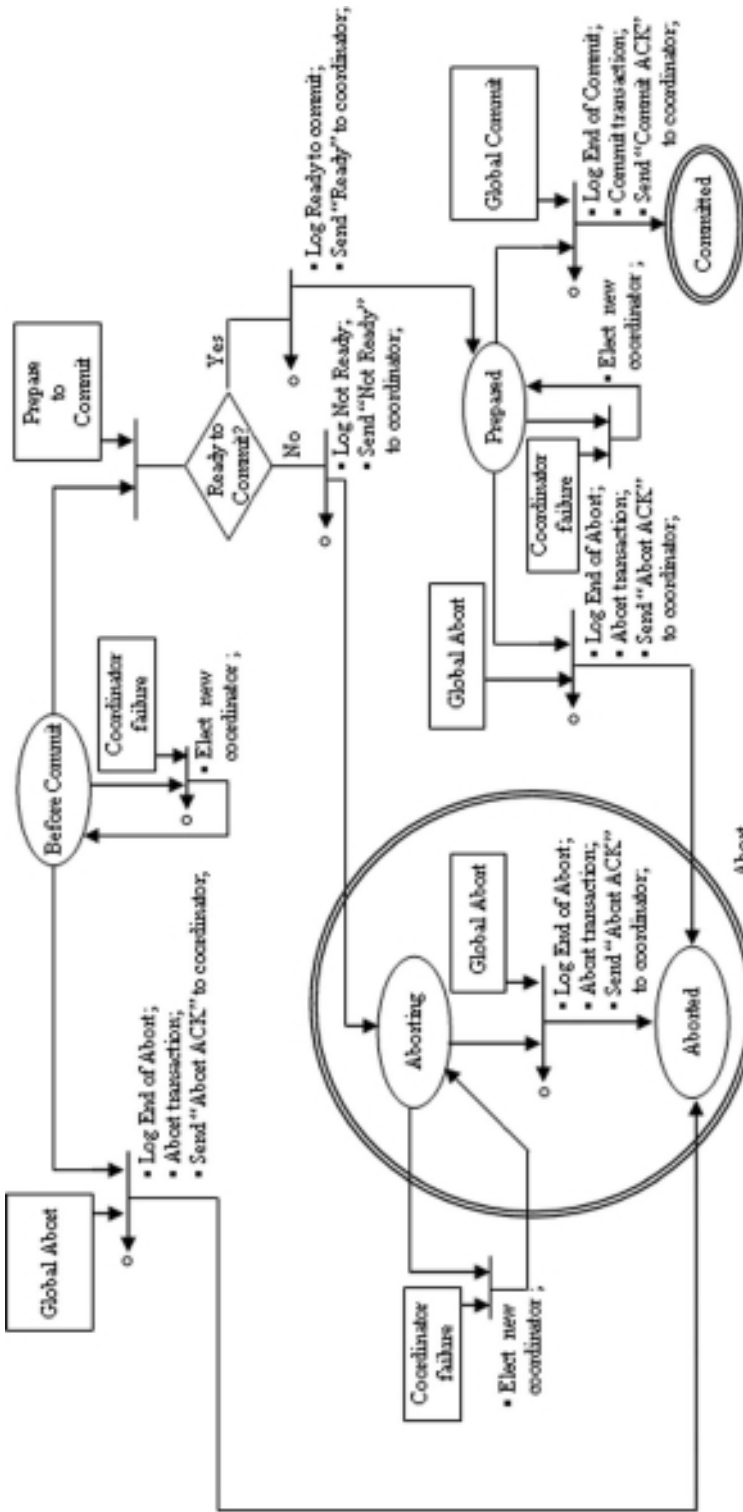 Before Commit
Prepare
to
Commit
Global Abort
Coordinator
failure
▪ Elect new
coordinator ;
▪ Log End of Abort;
▪ Abort transaction;
▪ Send “Abort ACK” to coordinator;
Ready to
Commit?
Yes
No
▪ Log Ready to commit;
▪ Send “Ready” to coordinator;
▪ Log Not Ready;
▪ Send “Not Ready”
to coordinator;
Aborting
Coordinator
failure
▪ Elect new
coordinator ;
Global Abort
▪ Log End of Abort;
▪ Abort transaction;
▪ Send “Abort ACK”
to coordinator;
Aborted
Abort
Global Abort
▪ Log End of Abort;
▪ Abort transaction;
▪ Send “Abort ACK”
to coordinator;
Prepared
Coordinator
failure
▪ Elect new
coordinator ;
Global Commit
▪ Log End of Commit;
▪ Commit transaction;
▪ Send “Commit ACK”
to coordinator;
Committed